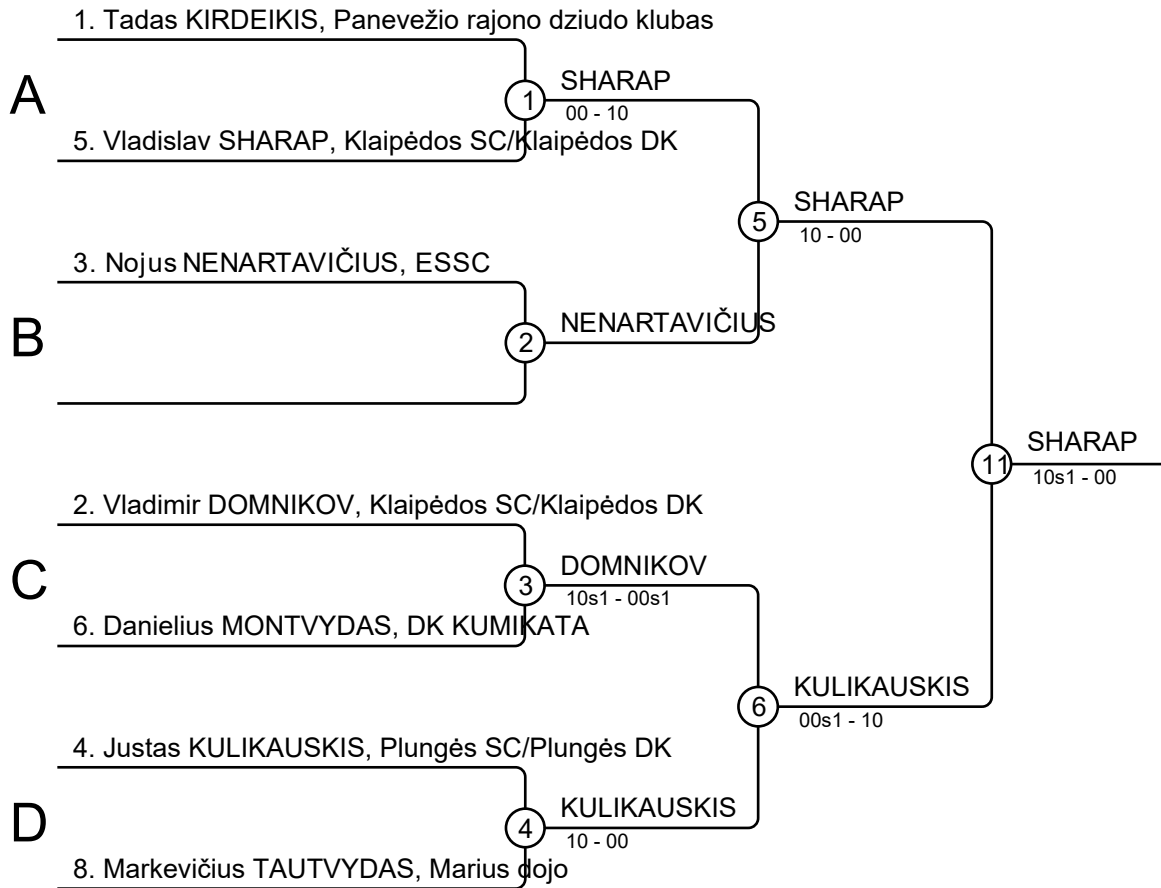 1. Tadas KIRDEIKIS, Panevežio rajono dziudo klubas
A
1
SHARAP
00 - 10
5. Vladislav SHARAP, Klaipėdos SC/Klaipėdos DK
5
SHARAP
10 - 00
3. Nojus NENARTAVIČIUS, ESSC
B
2
NENARTAVIČIUS
11
SHARAP
10s1 - 00
2. Vladimir DOMNIKOV, Klaipėdos SC/Klaipėdos DK
C
3
DOMNIKOV
10s1 - 00s1
6. Danielius MONTVYDAS, DK KUMIKATA
6
KULIKAUSKIS
00s1 - 10
4. Justas KULIKAUSKIS, Plungės SC/Plungės DK
D
4
KULIKAUSKIS
10 - 00
8. Markevičius TAUTVYDAS, Marius dojo